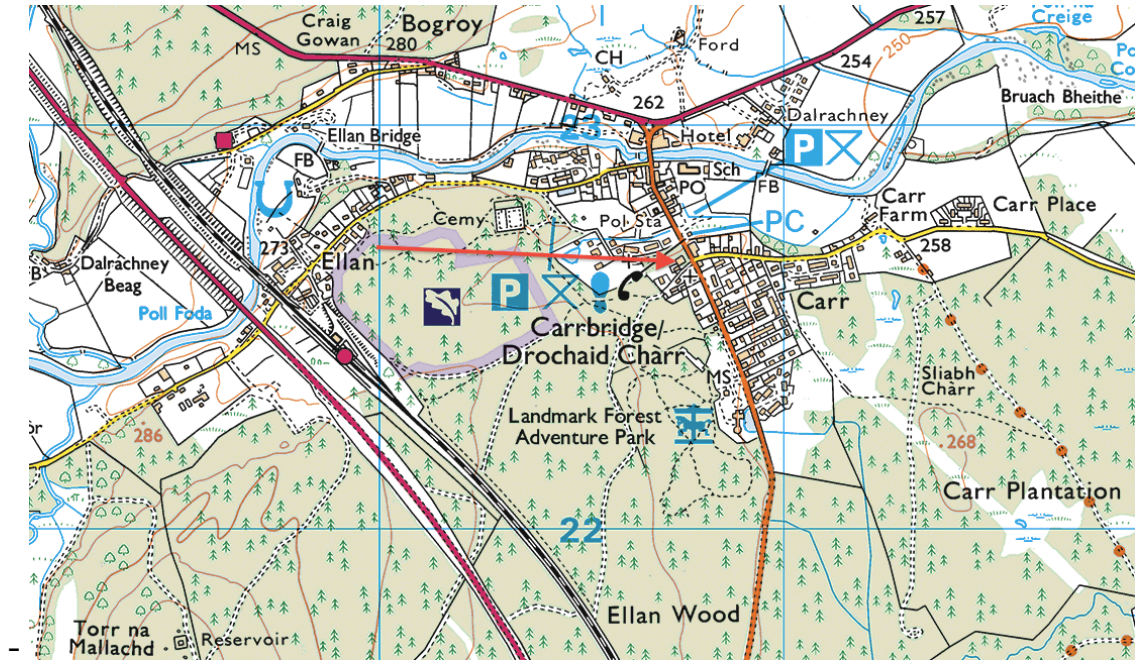 Craig
Gowan
Bogroy
280
MS
CH
Ford
257
254
250
Creige
262
Bruach Bheithe
Dalrachney
23
P
Hotel
Ellan Bridge
FB
Sch
PO
FB
Cemy
Pol Sta
PC
Carr
Farm
Carr Place
258
273
Ellan
Dalrachney
Beag
Poll Foda
P
Carr
Carrbridge/
Drochaid Charr
MS
Sliabh
Charr
Landmark Forest
Adventure Park
286
268
Carr Plantation
22
Ellan Wood
Torr na
Mallachd
Reservoir